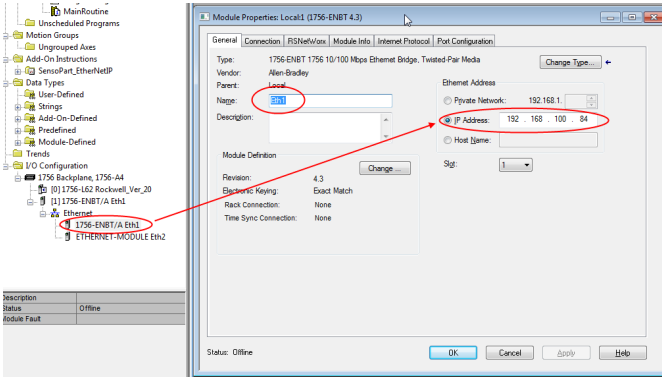 MainRoutine
Unscheduled Programs
Motion Groups
Ungrouped Axes
Add-On Instructions
SensoPart_EtherNetIP
Data Types
User-Defined
Strings
Add-On-Defined
Predefined
Module-Defined
Trends
I/O Configuration
1756 Backplane, 1756-A4
[0] 1756-L62 Rockwell_Ver_20
[1] 1756-ENBT/A Eth1
Ethernet
1756-ENBT/A Eth1
ETHERNET-MODULE Eth2
Description
Status Offline
Module Fault
Module Properties: Local:1 (1756-ENBT 4.3)
General Connection RSNetWorx Module Info Internet Protocol Port Configuration
Type: 1756-ENBT 1756 10/100 Mbps Ethernet Bridge, Twisted-Pair Media
Change Type...
Vendor: Allen-Bradley
Parent: Local
Name: Eth1
Description:
Ethernet Address
Private Network: 192.168.1.
IP Address: 192 . 168 . 100 . 84
Host Name:
Slot: 1
Module Definition
Change ...
Revision: 4.3
Electronic Keying: Exact Match
Rack Connection: None
Time Sync Connection: None
Status: Offline
OK Cancel Apply Help